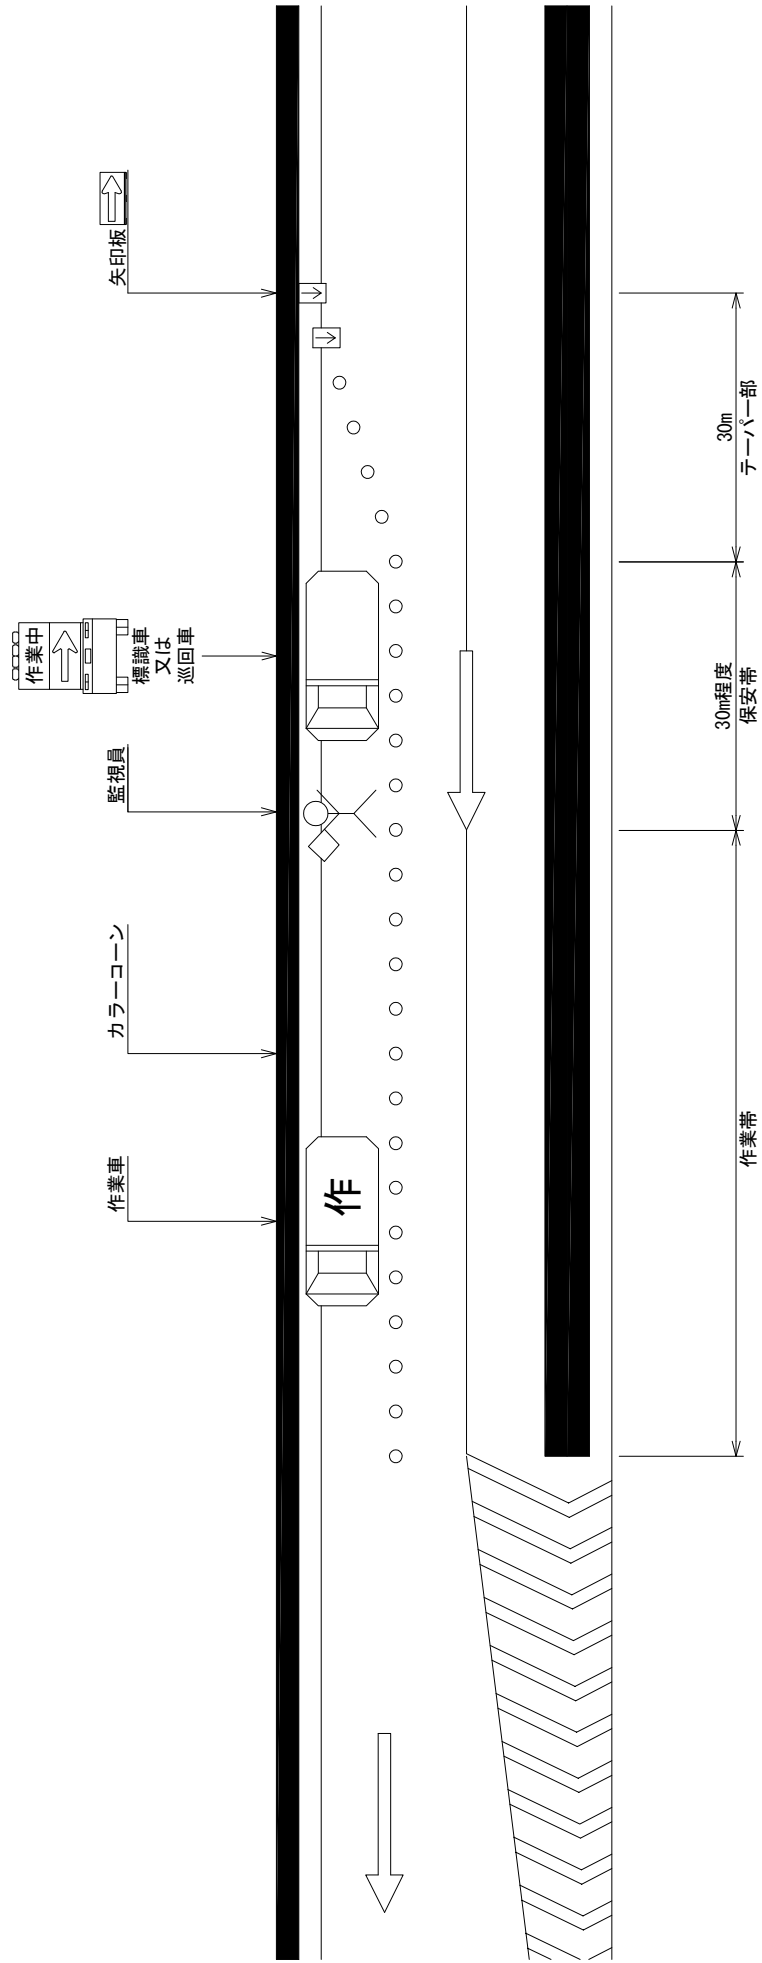 矢印板
作業中
標識車
又は
巡回車
監視員
カラーコーン
作業車
作
30m
テーパー部
30m程度
保安帯
作業帯